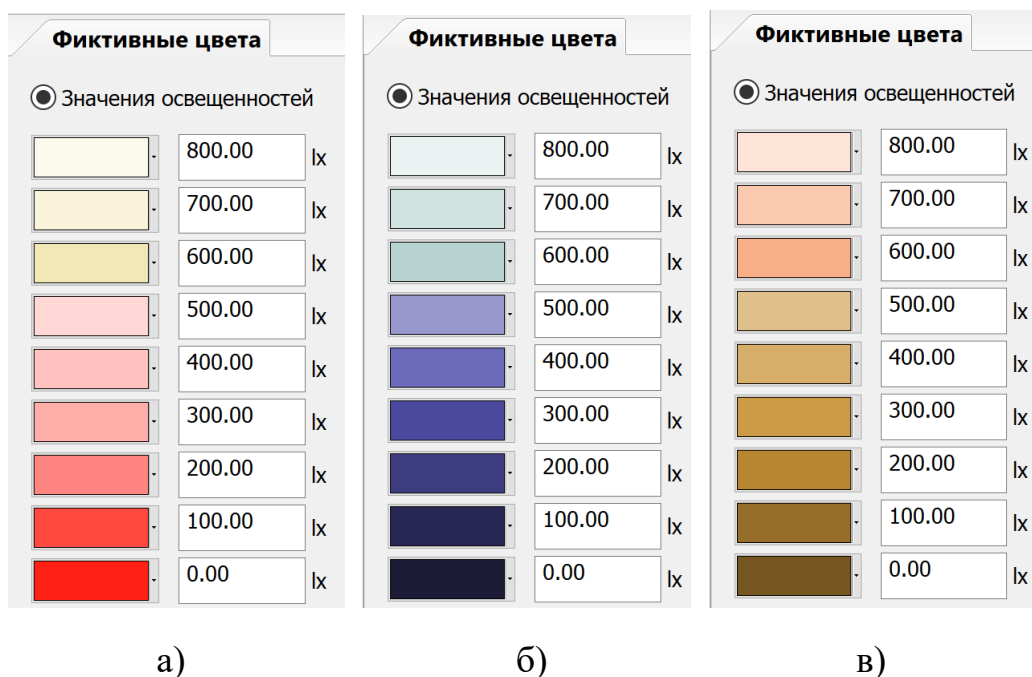 Фиктивные цвета
Значения освещенностей
800.00 lx
700.00 lx
600.00 lx
500.00 lx
400.00 lx
300.00 lx
200.00 lx
100.00 lx
0.00 lx
а)
Фиктивные цвета
Значения освещенностей
800.00 lx
700.00 lx
600.00 lx
500.00 lx
400.00 lx
300.00 lx
200.00 lx
100.00 lx
0.00 lx
б)
Фиктивные цвета
Значения освещенностей
800.00 lx
700.00 lx
600.00 lx
500.00 lx
400.00 lx
300.00 lx
200.00 lx
100.00 lx
0.00 lx
в)